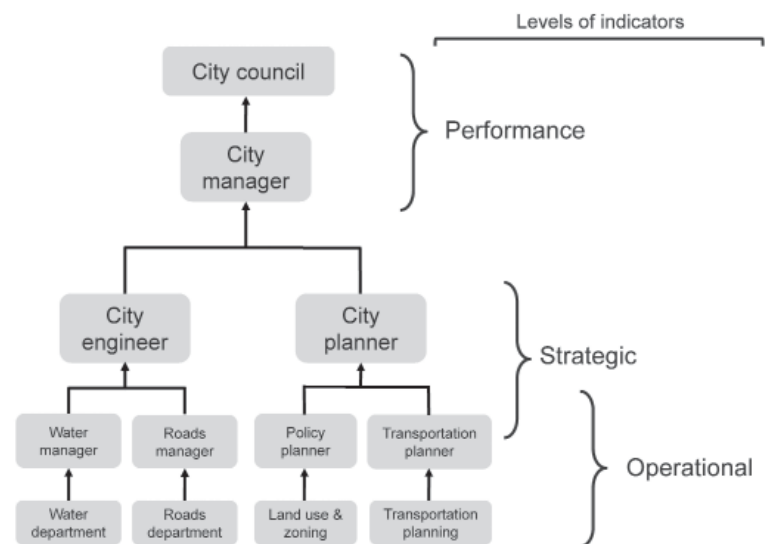 Levels of indicators
City council
Performance
City
manager
City
engineer
City
planner
Strategic
Water
manager
Roads
manager
Policy
planner
Transportation
planner
Operational
Water
department
Roads
department
Land use &
zoning
Transportation
planning